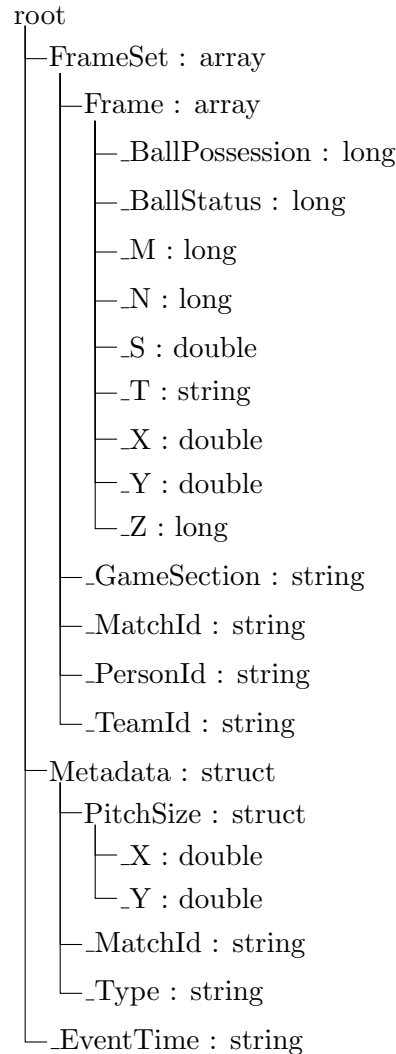 root
FrameSet : array
Frame : array
_BallPossession : long
_BallStatus : long
_M : long
_N : long
_S : double
_T : string
_X : double
_Y : double
_Z : long
_GameSection : string
_MatchId : string
_PersonId : string
_TeamId : string
Metadata : struct
PitchSize : struct
_X : double
_Y : double
_MatchId : string
_Type : string
_EventTime : string